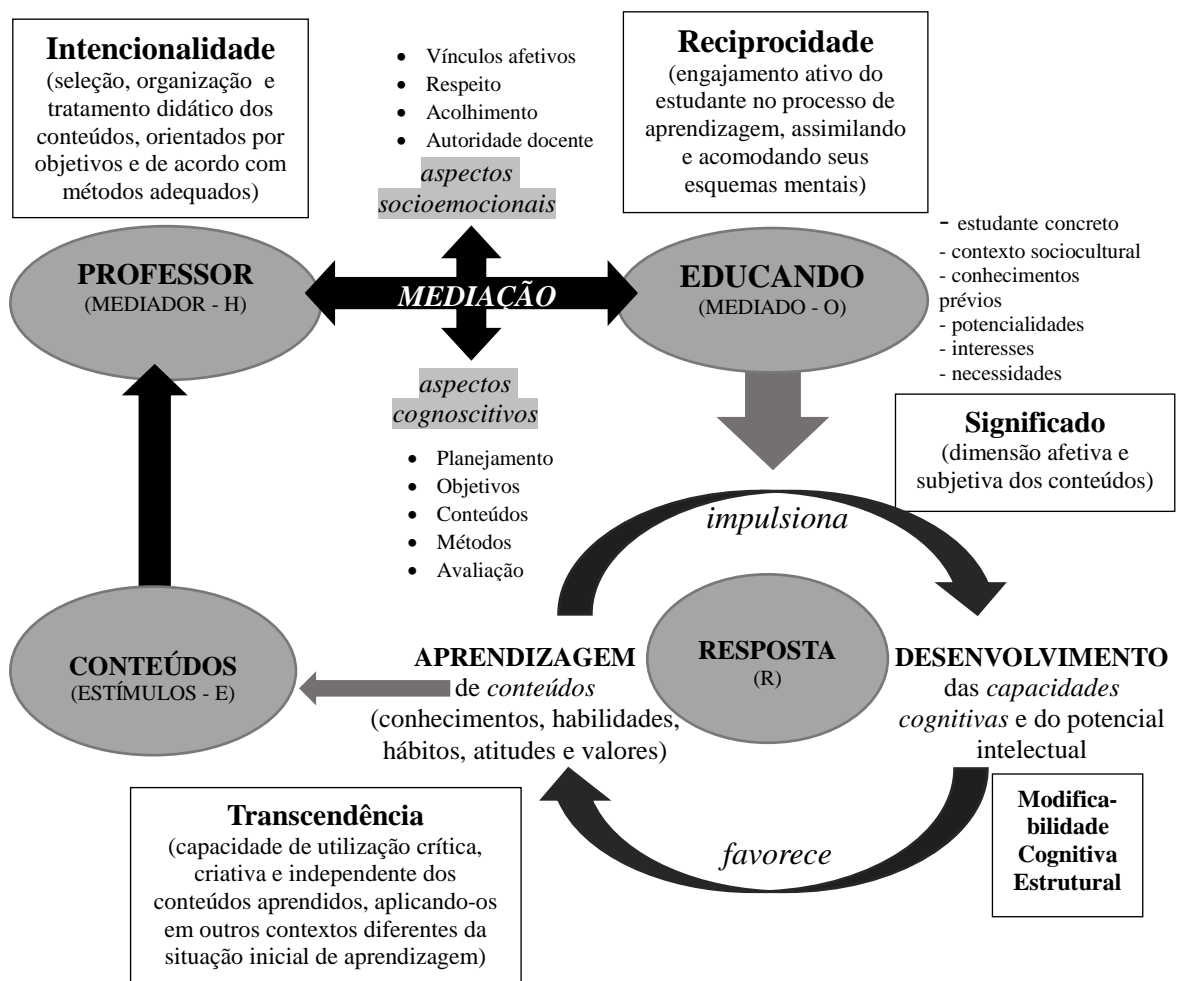 Intencionalidade
(seleção, organização e
tratamento didático dos
conteúdos, orientados por
objetivos e de acordo com
métodos adequados)
• Vínculos afetivos
• Respeito
• Acolhimento
• Autoridade docente
aspectos
socioemocionais
Reciprocidade
(engajamento ativo do
estudante no processo de
aprendizagem, assimilando
e acomodando seus
esquemas mentais)
PROFESSOR
(MEDIADOR - H)
MEDIAÇÃO
EDUCANDO
(MEDIADO - O)
- estudante concreto
- contexto sociocultural
- conhecimentos
prévios
- potencialidades
- interesses
- necessidades
aspectos
cognoscitivos
• Planejamento
• Objetivos
• Conteúdos
• Métodos
• Avaliação
Significado
(dimensão afetiva e
subjetiva dos conteúdos)
impulsiona
CONTEÚDOS
(ESTÍMULOS - E)
APRENDIZAGEM
de conteúdos
(conhecimentos, habilidades,
hábitos, atitudes e valores)
RESPOSTA
(R)
DESENVOLVIMENTO
das capacidades
cognitivas e do potencial
intelectual
Transcendência
(capacidade de utilização crítica,
criativa e independente dos
conteúdos aprendidos, aplicando-os
em outros contextos diferentes da
situação inicial de aprendizagem)
favorece
Modifica-
bilidade
Cognitiva
Estrutural